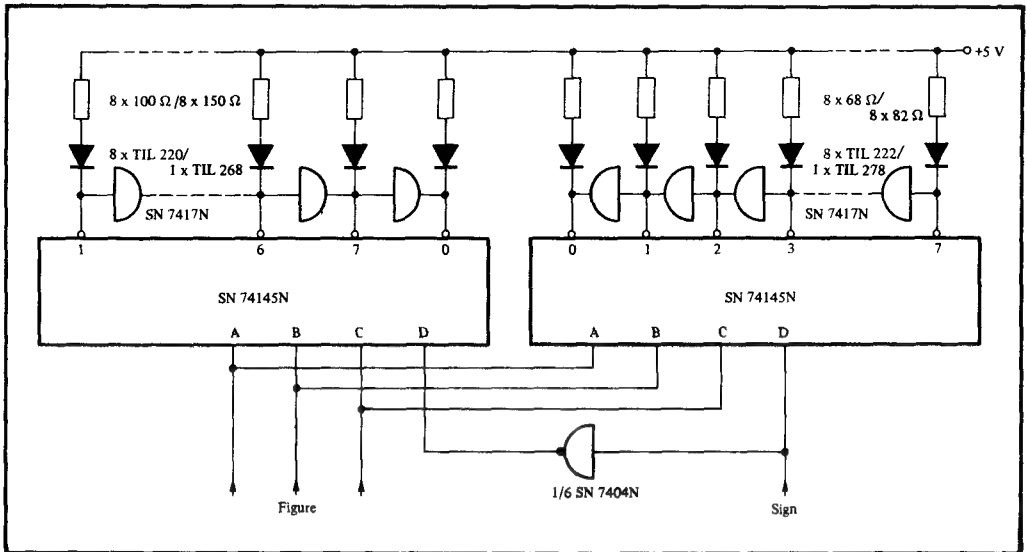 +5 V
8 x 100 Ω /8 x 150 Ω
8 x 68 Ω/
8 x 82 Ω
8 x TIL 220/
1 x TIL 268
8 x TIL 222/
1 x TIL 278
SN 7417N
SN 7417N
1 6 7 0
0 1 2 3 7
SN 74145N
SN 74145N
A B C D
A B C D
1/6 SN 7404N
Figure
Sign